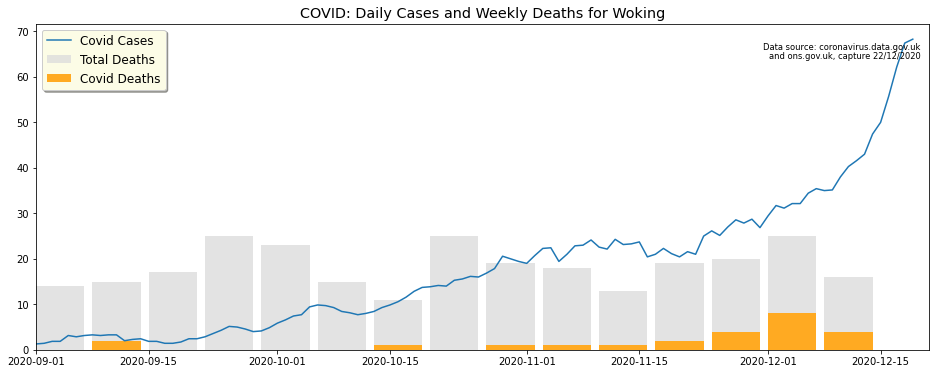 COVID: Daily Cases and Weekly Deaths for Woking
70
60
50
40
30
20
10
0
Covid Cases
Total Deaths
Covid Deaths
Data source: coronavirus.data.gov.uk
and ons.gov.uk, capture 22/12/2020
2020-09-01 2020-09-15 2020-10-01 2020-10-15 2020-11-01 2020-11-15 2020-12-01 2020-12-15